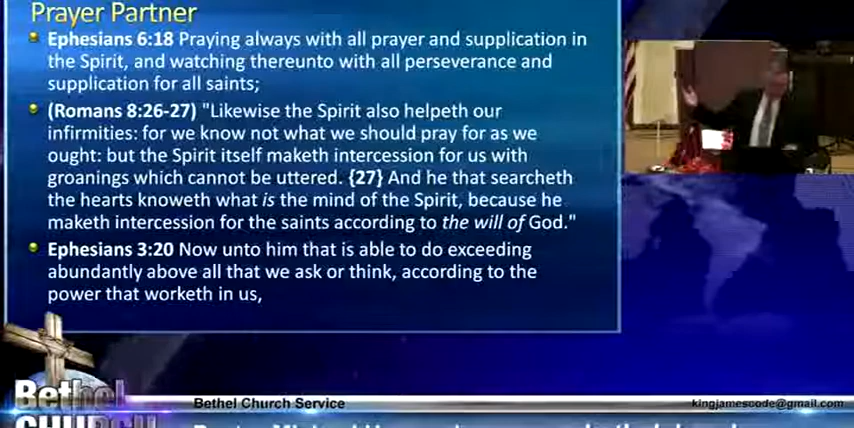 Prayer Partner
Ephesians 6:18 Praying always with all prayer and supplication in
the Spirit, and watching thereunto with all perseverance and
supplication for all saints;
(Romans 8:26-27) "Likewise the Spirit also helpeth our
infirmities: for we know not what we should pray for as we
ought: but the Spirit itself maketh intercession for us with
groanings which cannot be uttered. {27} And he that searcheth
the hearts knoweth what is the mind of the Spirit, because he
maketh intercession for the saints according to the will of God."
Ephesians 3:20 Now unto him that is able to do exceeding
abundantly above all that we ask or think, according to the
power that worketh in us,
Bethel
CHURCH
Bethel Church Service
kingjamescode@gmail.com